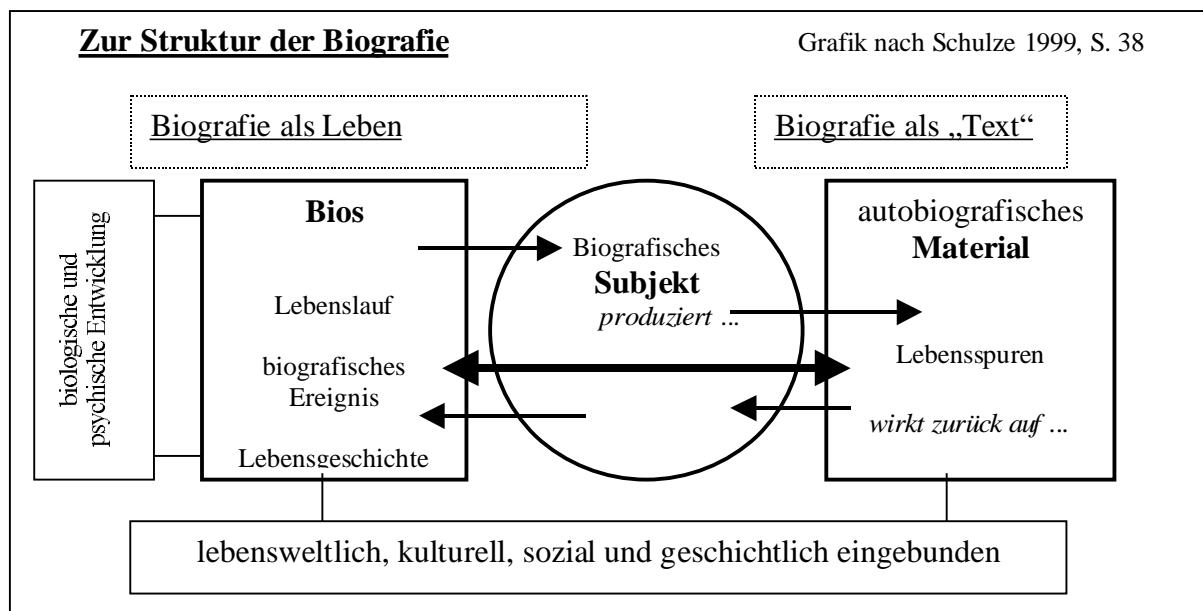 Zur Struktur der Biografie
Grafik nach Schulze 1999, S. 38
Biografie als Leben
Biografie als „Text“
biologische und
psychische Entwicklung
Bios
Lebenslauf
biografisches
Ereignis
Lebensgeschichte
Biografisches
Subjekt
produziert ...
autobiografisches
Material
Lebensspuren
wirkt zurück auf ...
lebensweltlich, kulturell, sozial und geschichtlich eingebunden